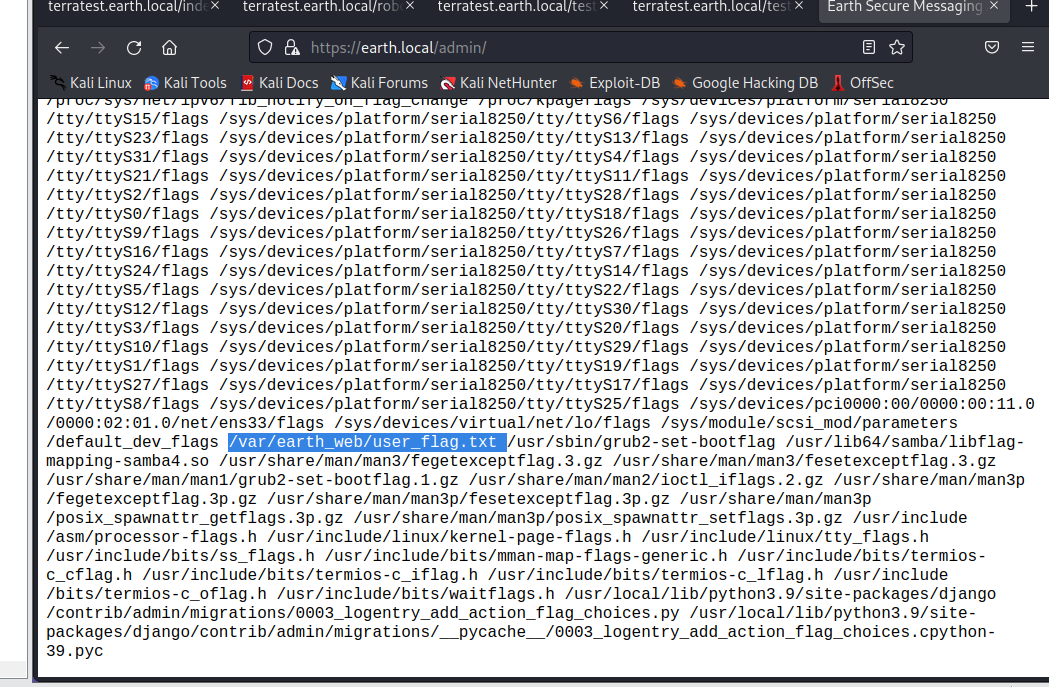 terratest.earth.local/inde
terratest.earth.local/rob
terratest.earth.local/test
terratest.earth.local/test
Earth Secure Messaging
https://earth.local/admin/
Kali Linux
Kali Tools
Kali Docs
Kali Forums
Kali NetHunter
Exploit-DB
Google Hacking DB
OffSec
/proc/sys/net/ipv6/fib_notify_on_flag_change /proc/kpageflags /sys/devices/platform/serial8250
/tty/ttyS15/flags /sys/devices/platform/serial8250/tty/ttyS6/flags /sys/devices/platform/serial8250
/tty/ttyS23/flags /sys/devices/platform/serial8250/tty/ttyS13/flags /sys/devices/platform/serial8250
/tty/ttyS31/flags /sys/devices/platform/serial8250/tty/ttyS4/flags /sys/devices/platform/serial8250
/tty/ttyS21/flags /sys/devices/platform/serial8250/tty/ttyS11/flags /sys/devices/platform/serial8250
/tty/ttyS2/flags /sys/devices/platform/serial8250/tty/ttyS28/flags /sys/devices/platform/serial8250
/tty/ttyS0/flags /sys/devices/platform/serial8250/tty/ttyS18/flags /sys/devices/platform/serial8250
/tty/ttyS9/flags /sys/devices/platform/serial8250/tty/ttyS26/flags /sys/devices/platform/serial8250
/tty/ttyS16/flags /sys/devices/platform/serial8250/tty/ttyS7/flags /sys/devices/platform/serial8250
/tty/ttyS24/flags /sys/devices/platform/serial8250/tty/ttyS14/flags /sys/devices/platform/serial8250
/tty/ttyS5/flags /sys/devices/platform/serial8250/tty/ttyS22/flags /sys/devices/platform/serial8250
/tty/ttyS12/flags /sys/devices/platform/serial8250/tty/ttyS30/flags /sys/devices/platform/serial8250
/tty/ttyS3/flags /sys/devices/platform/serial8250/tty/ttyS20/flags /sys/devices/platform/serial8250
/tty/ttyS10/flags /sys/devices/platform/serial8250/tty/ttyS29/flags /sys/devices/platform/serial8250
/tty/ttyS1/flags /sys/devices/platform/serial8250/tty/ttyS19/flags /sys/devices/platform/serial8250
/tty/ttyS27/flags /sys/devices/platform/serial8250/tty/ttyS17/flags /sys/devices/platform/serial8250
/tty/ttyS8/flags /sys/devices/platform/serial8250/tty/ttyS25/flags /sys/devices/pci0000:00/0000:00:11.0
/0000:02:01.0/net/ens33/flags /sys/devices/virtual/net/lo/flags /sys/module/scsi_mod/parameters
/default_dev_flags /var/earth_web/user_flag.txt /usr/sbin/grub2-set-bootflag /usr/lib64/samba/libflag-
mapping-samba4.so /usr/share/man/man3/fegetexceptflag.3.gz /usr/share/man/man3/fesetexceptflag.3.gz
/usr/share/man/man1/grub2-set-bootflag.1.gz /usr/share/man/man2/ioctl_iflags.2.gz /usr/share/man/man3p
/fegetexceptflag.3p.gz /usr/share/man/man3p/fesetexceptflag.3p.gz /usr/share/man/man3p
/posix_spawnattr_getflags.3p.gz /usr/share/man/man3p/posix_spawnattr_setflags.3p.gz /usr/include
/asm/processor-flags.h /usr/include/linux/kernel-page-flags.h /usr/include/linux/tty_flags.h
/usr/include/bits/ss_flags.h /usr/include/bits/mman-map-flags-generic.h /usr/include/bits/termios-
c_cflag.h /usr/include/bits/termios-c_iflag.h /usr/include/bits/termios-c_lflag.h /usr/include
/bits/termios-c_oflag.h /usr/include/bits/waitflags.h /usr/local/lib/python3.9/site-packages/django
/contrib/admin/migrations/0003_logentry_add_action_flag_choices.py /usr/local/lib/python3.9/site-
packages/django/contrib/admin/migrations/__pycache__/0003_logentry_add_action_flag_choices.cpython-
39.pyc